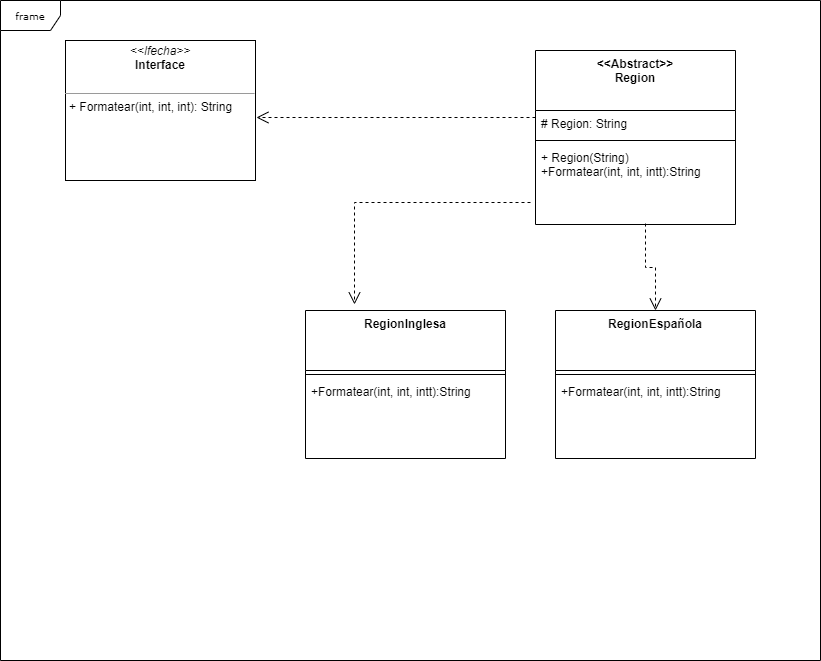 frame
<<Ifecha>>
Interface
+ Formatear(int, int, int): String
<<Abstract>>
Region
# Region: String
+ Region(String)
+Formatear(int, int, intt):String
RegionInglesa
+Formatear(int, int, intt):String
RegionEspañola
+Formatear(int, int, intt):String